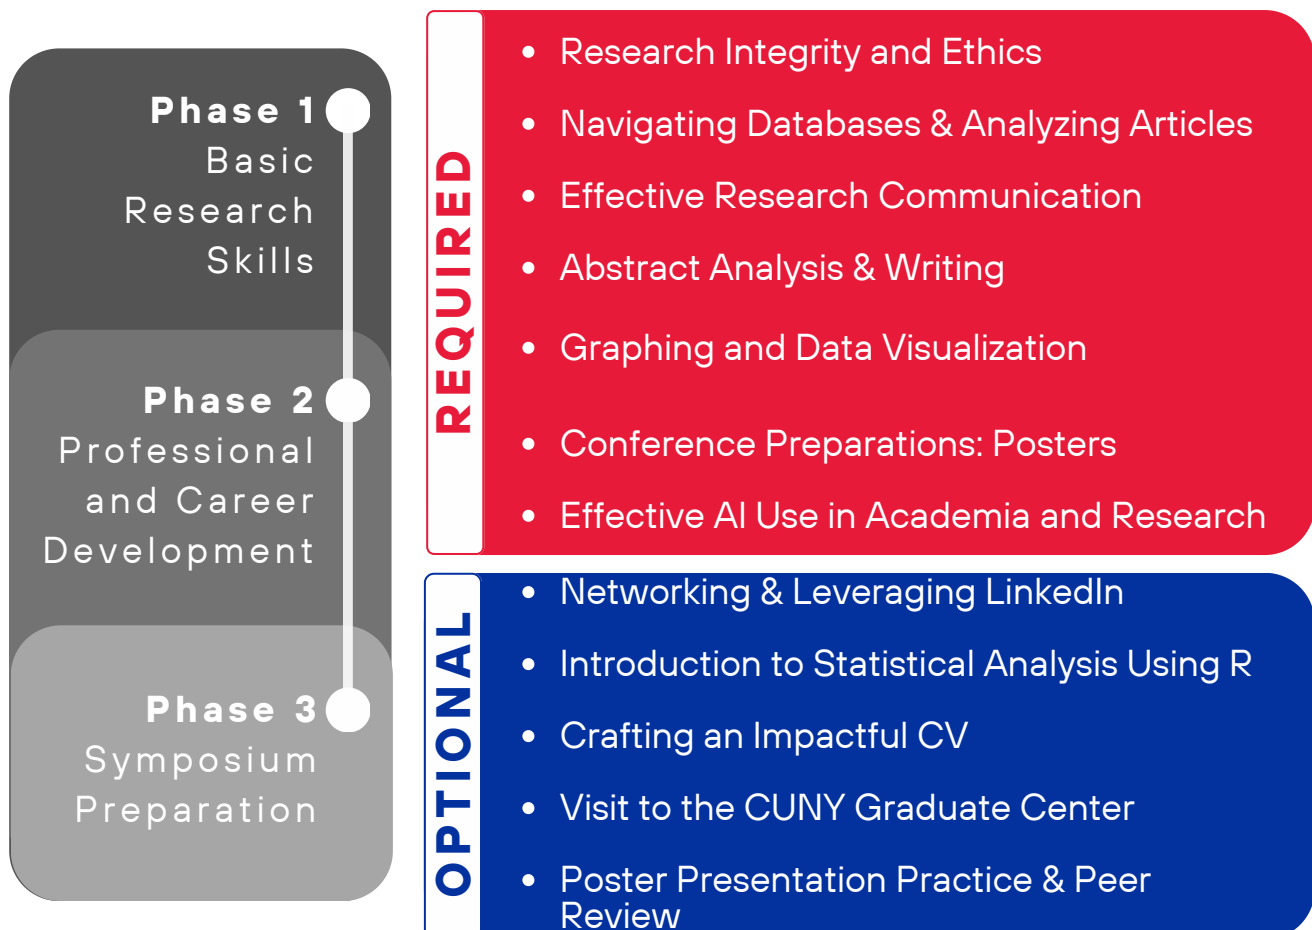 Phase 1
Basic
Research
Skills
Phase 2
Professional
and Career
Development
Phase 3
Symposium
Preparation
REQUIRED
• Research Integrity and Ethics
• Navigating Databases & Analyzing Articles
• Effective Research Communication
• Abstract Analysis & Writing
• Graphing and Data Visualization
• Conference Preparations: Posters
• Effective AI Use in Academia and Research
OPTIONAL
• Networking & Leveraging LinkedIn
• Introduction to Statistical Analysis Using R
• Crafting an Impactful CV
• Visit to the CUNY Graduate Center
• Poster Presentation Practice & Peer
Review